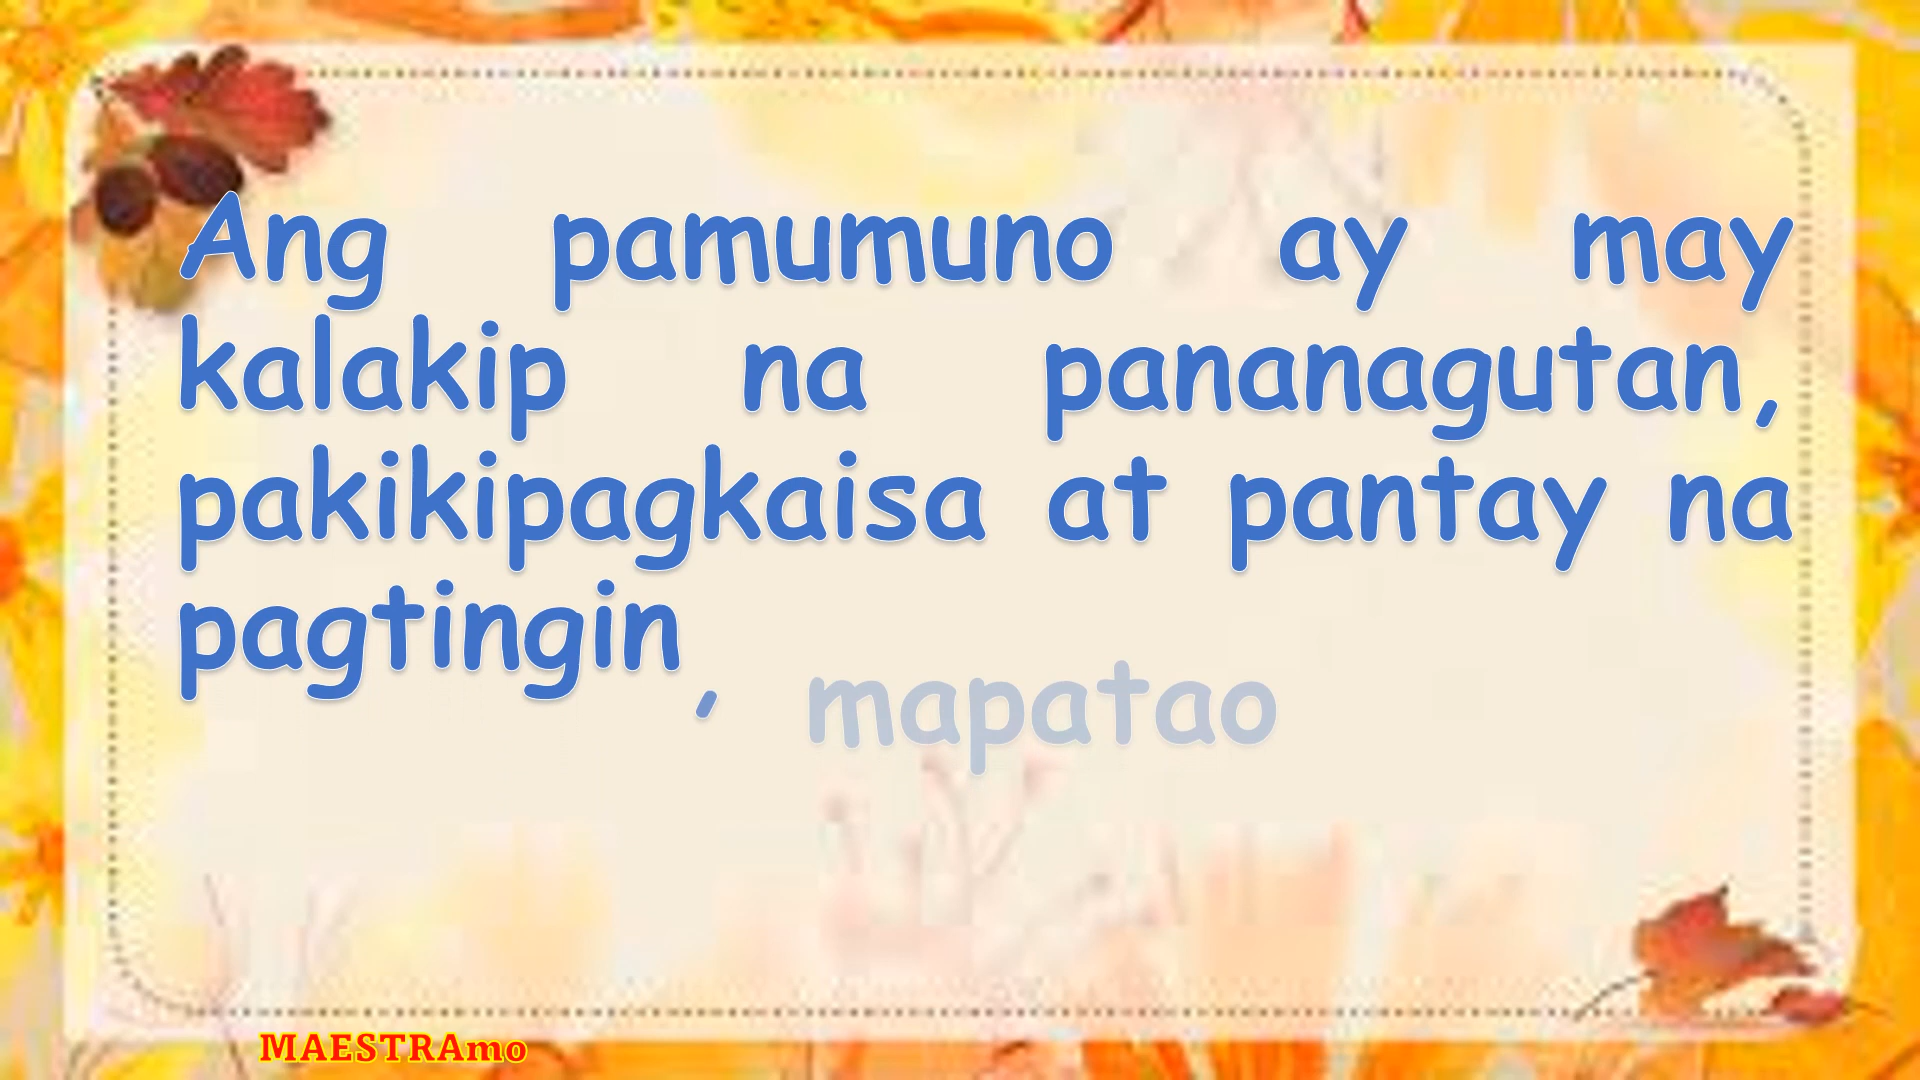 Ang pamumuno ay may
kalakip na pananagutan,
pakikipagkaisa at pantay na
pagtingin, mapatao
MAESTRAmo